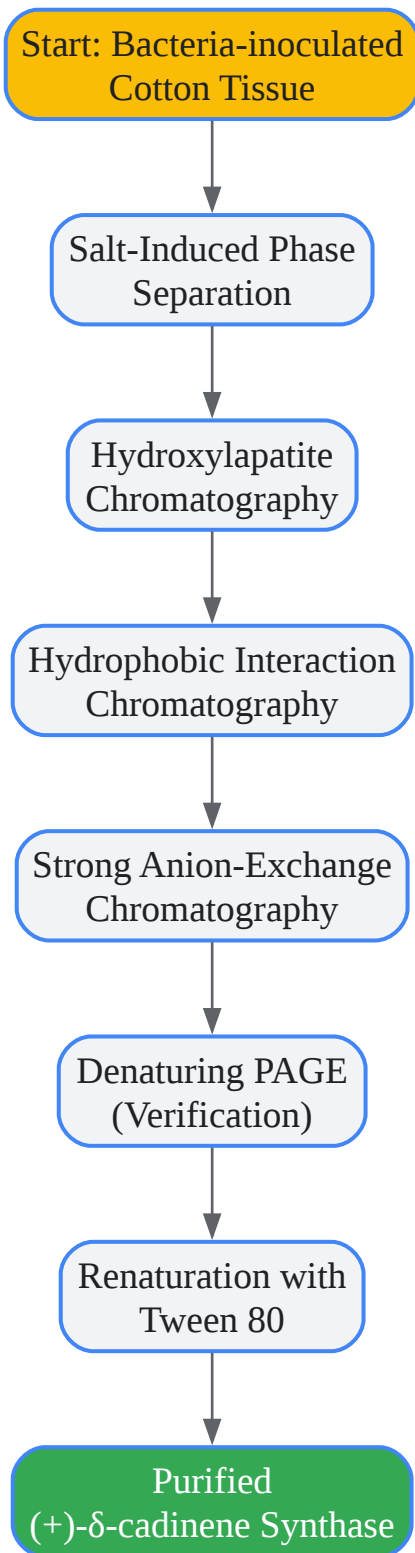 Start: Bacteria-inoculated
Cotton Tissue
Salt-Induced Phase
Separation
Hydroxylapatite
Chromatography
Hydrophobic Interaction
Chromatography
Strong Anion-Exchange
Chromatography
Denaturing PAGE
(Verification)
Renaturation with
Tween 80
Purified
(+)-δ-cadinene Synthase